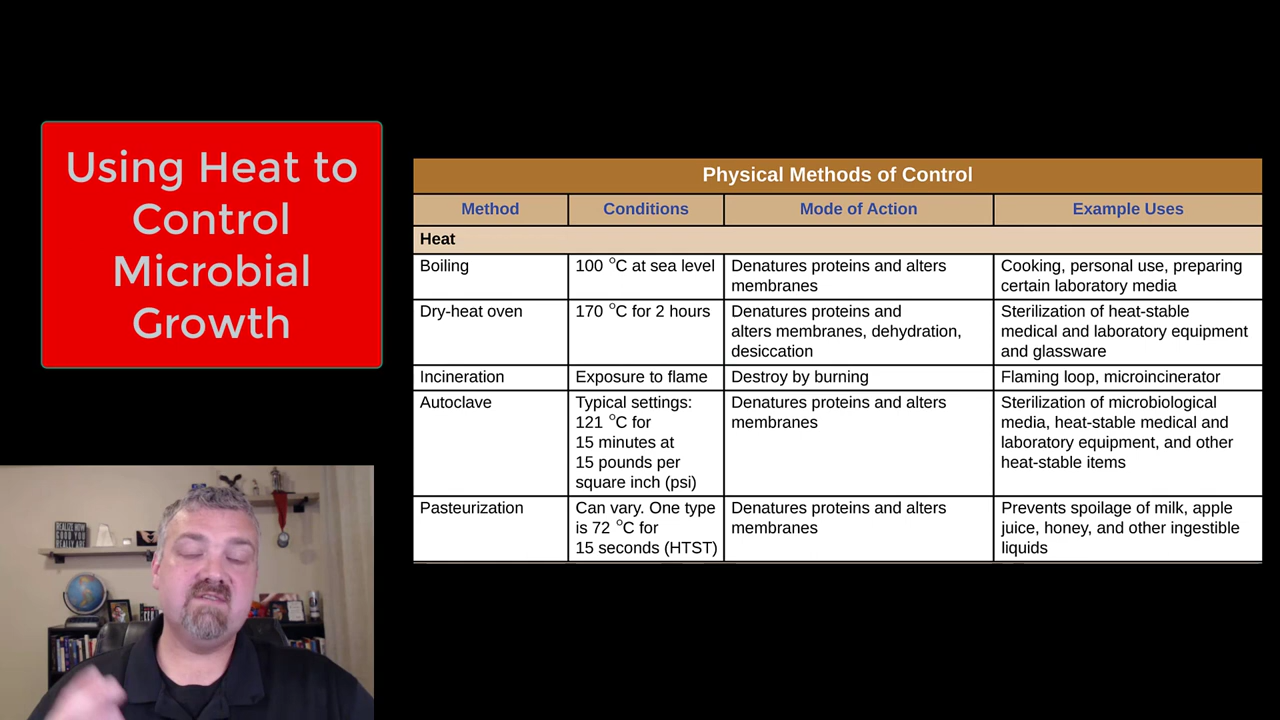 Using Heat to
Control
Microbial
Growth
Physical Methods of Control
Method Conditions Mode of Action Example Uses
Heat
Boiling
100 °C at sea level
Denatures proteins and alters
membranes
Cooking, personal use, preparing
certain laboratory media
Dry-heat oven
170 °C for 2 hours
Denatures proteins and
alters membranes, dehydration,
desiccation
Sterilization of heat-stable
medical and laboratory equipment
and glassware
Incineration
Exposure to flame
Destroy by burning
Flaming loop, microincinerator
Autoclave
Typical settings:
121 °C for
15 minutes at
15 pounds per
square inch (psi)
Denatures proteins and alters
membranes
Sterilization of microbiological
media, heat-stable medical and
laboratory equipment, and other
heat-stable items
Pasteurization
Can vary. One type
is 72 °C for
15 seconds (HTST)
Denatures proteins and alters
membranes
Prevents spoilage of milk, apple
juice, honey, and other ingestible
liquids
REALIZE HOW
GOOD YOU
REALLY ARE